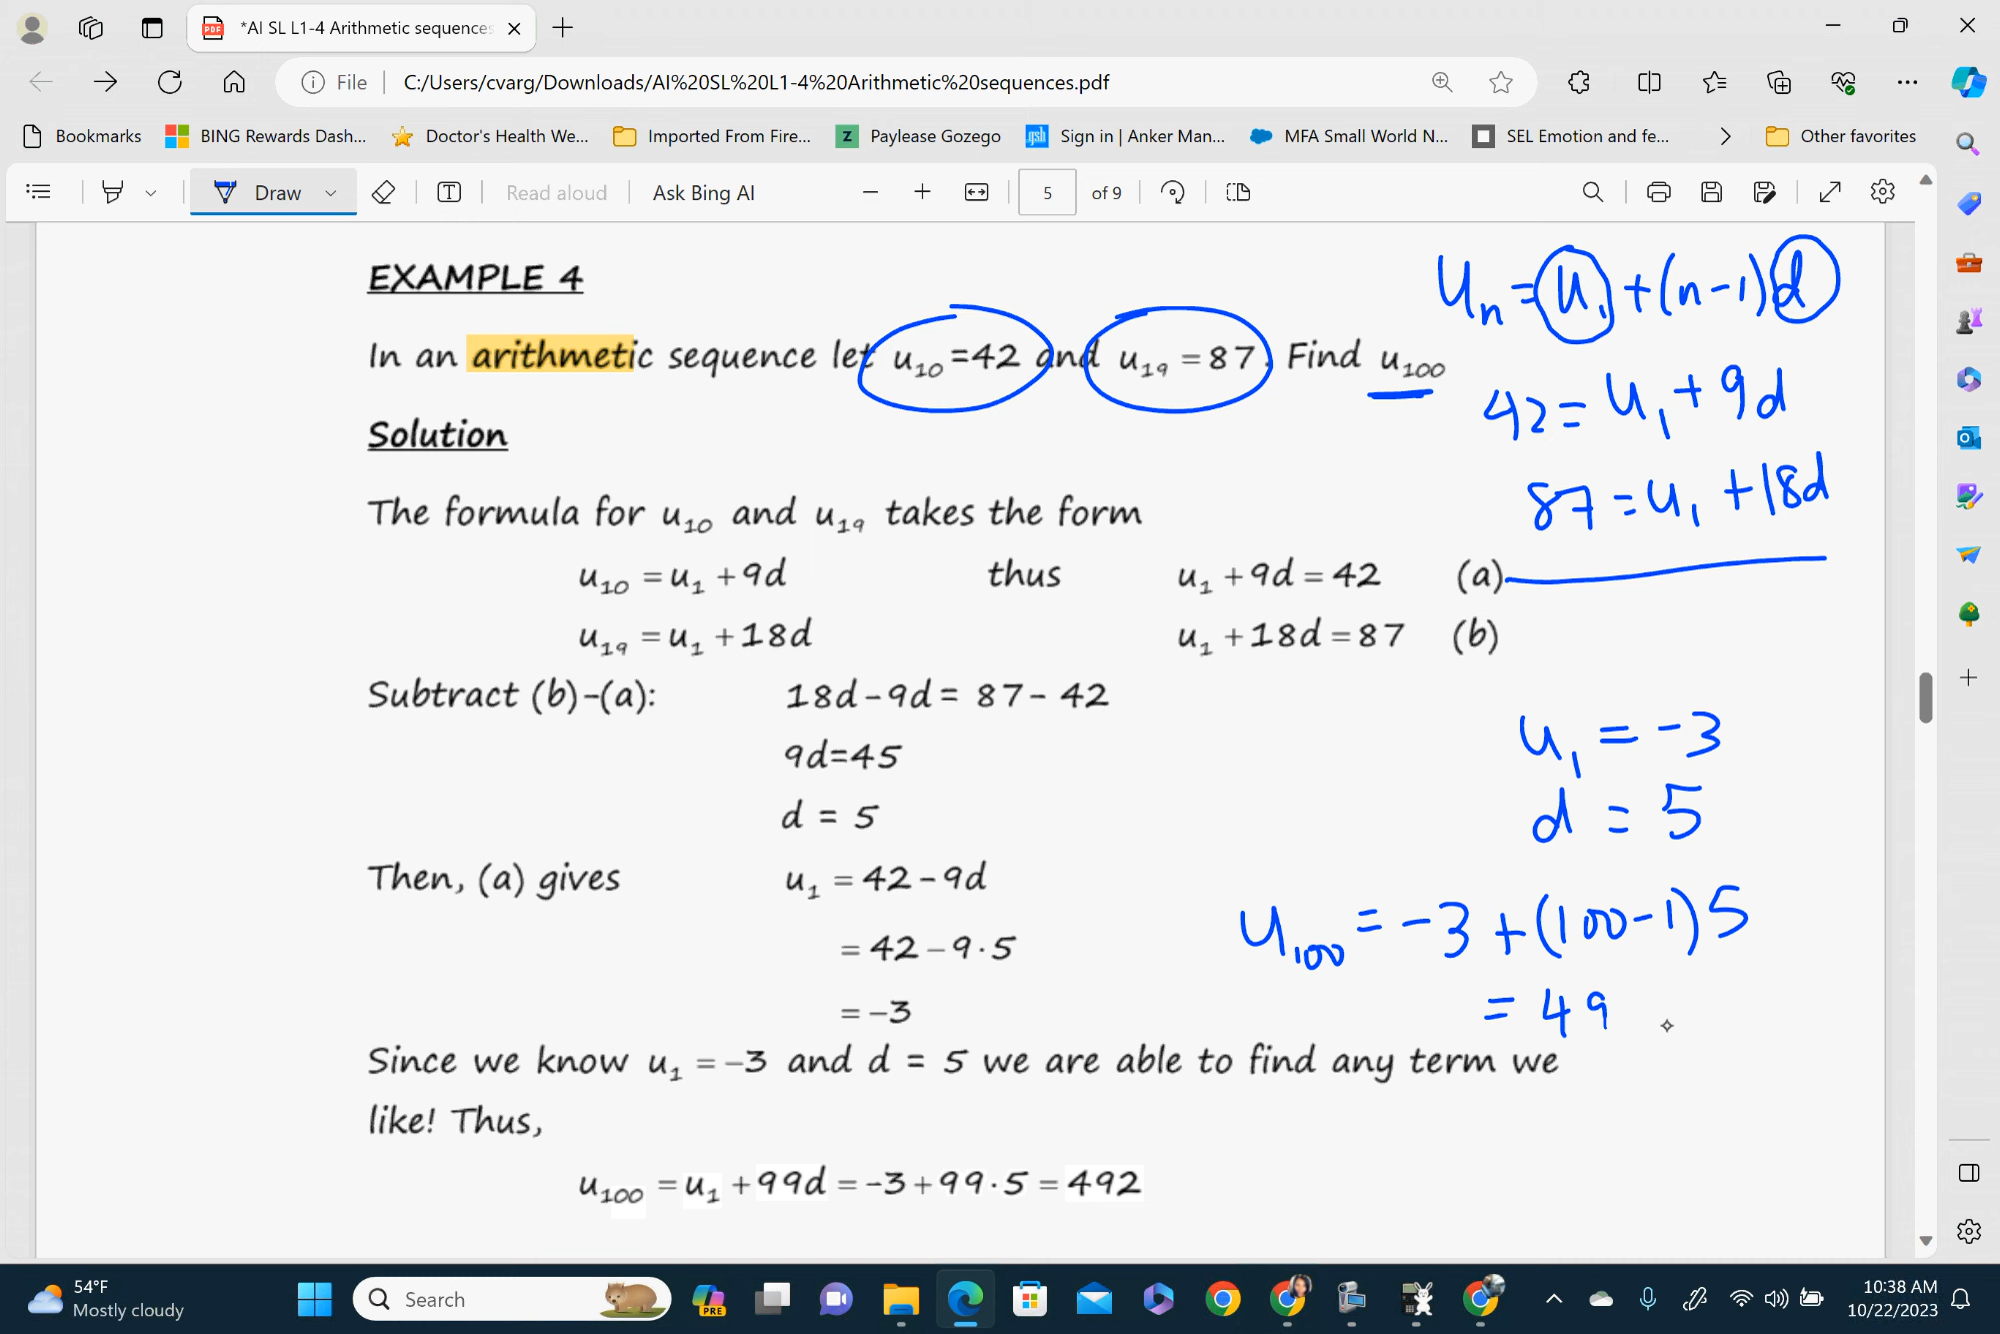 *AI SL L1-4 Arithmetic sequences
File C:/Users/cvarg/Downloads/AI%20SL%20L1-4%20Arithmetic%20sequences.pdf
Bookmarks BING Rewards Dash... Doctor's Health We... Imported From Fire... Paylease Gozego Sign in | Anker Man... MFA Small World N... SEL Emotion and fe... Other favorites
Draw Read aloud Ask Bing AI 5 of 9
EXAMPLE 4
In an arithmetic sequence let u₁₀ =42 and u₁₉ =87. Find u₁₀₀
Solution
The formula for u₁₀ and u₁₉ takes the form
u₁₀ =u₁ +9d thus u₁ +9d=42 (a)
u₁₉ =u₁ +18d u₁ +18d=87 (b)
Subtract (b)-(a): 18d-9d= 87- 42
9d=45
d = 5
Then, (a) gives u₁ =42-9d
=42-9·5
=-3
Since we know u₁ =-3 and d = 5 we are able to find any term we
like! Thus,
u₁₀₀ =u₁ +99d=-3+99·5=492
Uₙ=u₁+(n-1)d
42=u₁+9d
87=u₁+18d
u₁=-3
d=5
u₁₀₀=-3+(100-1)5
=49
54°F
Mostly cloudy
Search
PRE
10:38 AM
10/22/2023